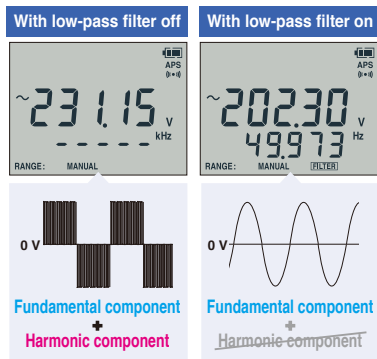 With low-pass filter off
APS
~231.15 V
----- kHz
RANGE: MANUAL
0 V
Fundamental component
+
Harmonic component
With low-pass filter on
APS
~202.30 V
49.973 Hz
RANGE: MANUAL FILTER
0 V
Fundamental component
+
Harmonic component